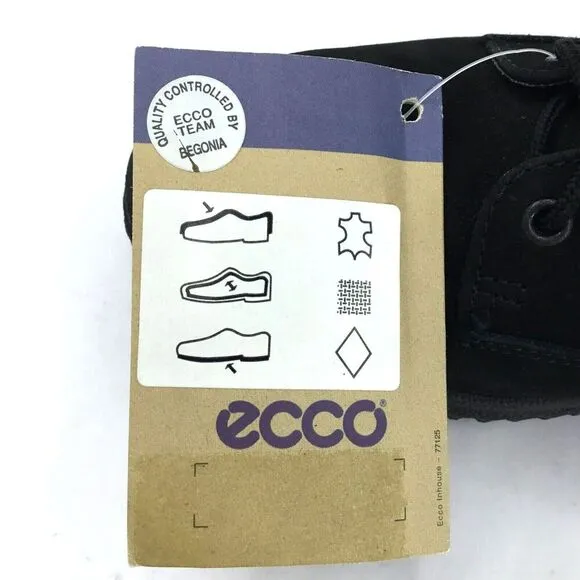 QUALITY CONTROLLED BY
ECCO
TEAM
BEGONIA
ecco®
Ecco Inhouse - 77125